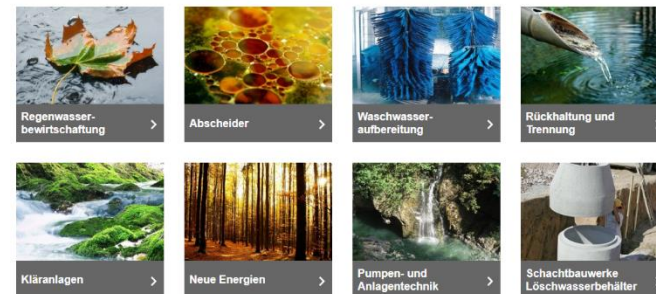 Regenwasser-
bewirtschaftung
Abscheider
Waschwasser-
aufbereitung
Rückhaltung und
Trennung
Kläranlagen
Neue Energien
Pumpen- und
Anlagentechnik
Schachtbauwerke
Löschwasserbehälter